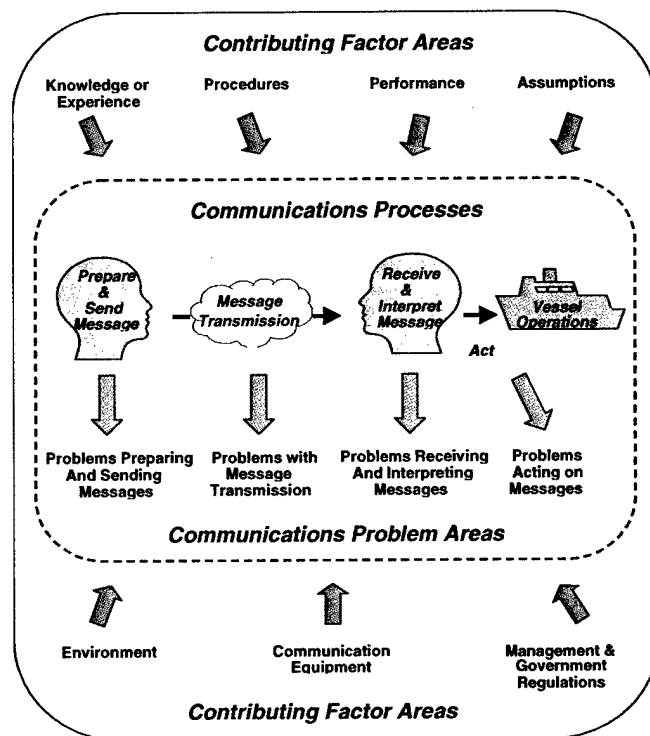 Contributing Factor Areas
Knowledge or
Experience
Procedures
Performance
Assumptions
Communications Processes
Prepare
&
Send
Message
Message
Transmission
Receive
&
Interpret
Message
Act
Vessel
Operations
Problems Preparing
And Sending
Messages
Problems with
Message
Transmission
Problems Receiving
And Interpreting
Messages
Problems
Acting on
Messages
Communications Problem Areas
Environment
Communication
Equipment
Management &
Government
Regulations
Contributing Factor Areas